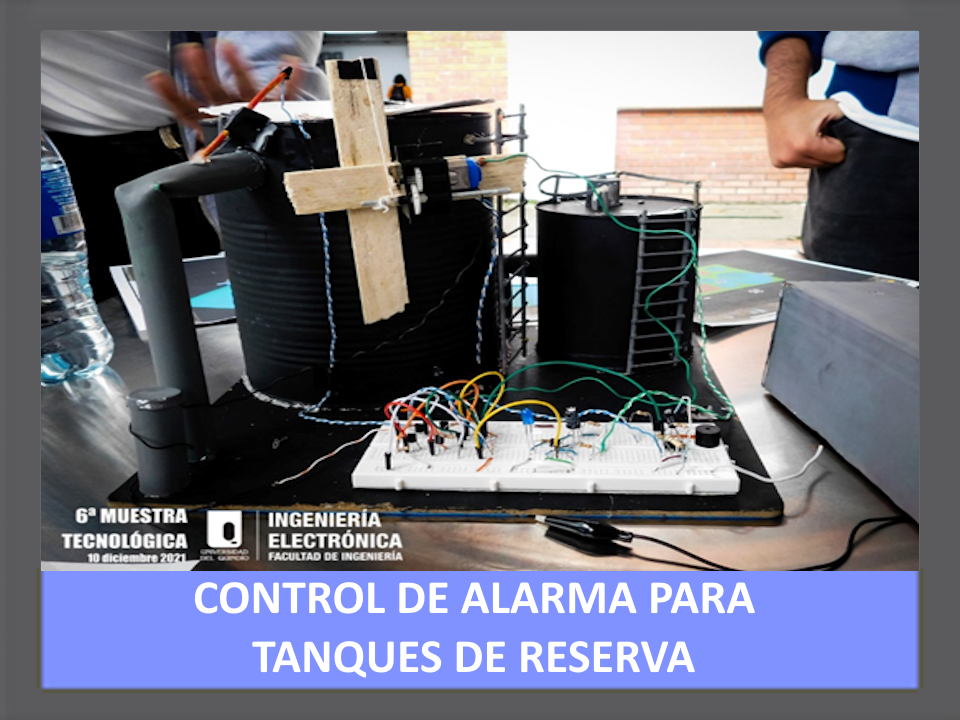 6ª MUESTRA
TECNOLÓGICA
10 diciembre 2021
UNIVERSIDAD
DEL QUINDÍO
INGENIERÍA
ELECTRÓNICA
FACULTAD DE INGENIERÍA
CONTROL DE ALARMA PARA
TANQUES DE RESERVA